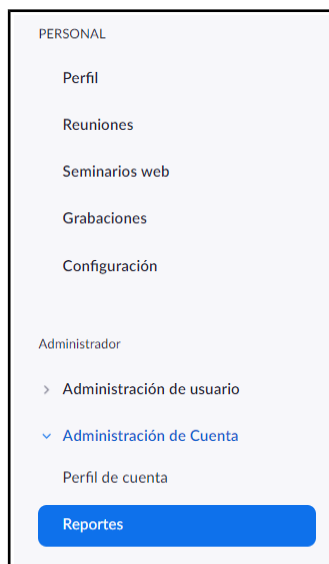 PERSONAL
Perfil
Reuniones
Seminarios web
Grabaciones
Configuración
Administrador
Administración de usuario
Administración de Cuenta
Perfil de cuenta
Reportes